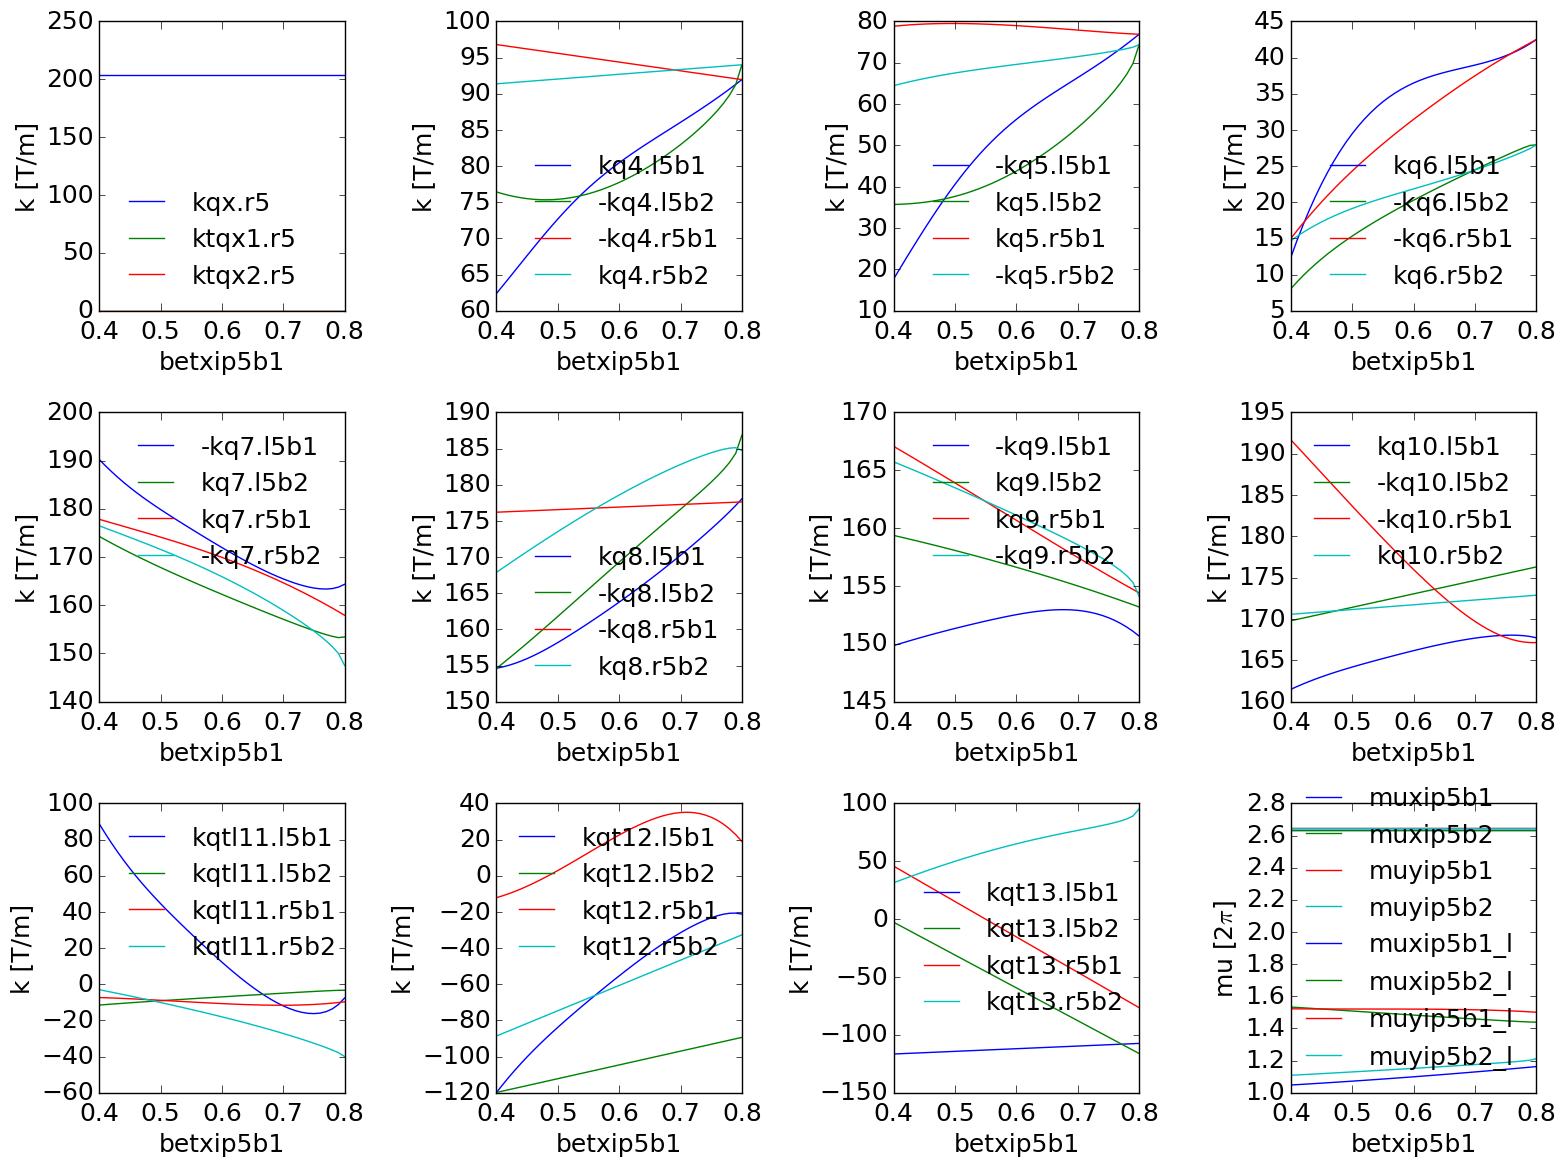 250
200
150
100
50
0
k [T/m]
kqx.r5
ktqx1.r5
ktqx2.r5
0.4 0.5 0.6 0.7 0.8
betxip5b1
100
95
90
85
80
75
70
65
60
k [T/m]
kq4.l5b1
-kq4.l5b2
-kq4.r5b1
kq4.r5b2
0.4 0.5 0.6 0.7 0.8
betxip5b1
80
70
60
50
40
30
20
10
k [T/m]
-kq5.l5b1
kq5.l5b2
kq5.r5b1
-kq5.r5b2
0.4 0.5 0.6 0.7 0.8
betxip5b1
45
40
35
30
25
20
15
10
5
k [T/m]
kq6.l5b1
-kq6.l5b2
-kq6.r5b1
kq6.r5b2
0.4 0.5 0.6 0.7 0.8
betxip5b1
200
190
180
170
160
150
140
k [T/m]
-kq7.l5b1
kq7.l5b2
kq7.r5b1
-kq7.r5b2
0.4 0.5 0.6 0.7 0.8
betxip5b1
190
185
180
175
170
165
160
155
150
k [T/m]
kq8.l5b1
-kq8.l5b2
-kq8.r5b1
kq8.r5b2
0.4 0.5 0.6 0.7 0.8
betxip5b1
170
165
160
155
150
145
k [T/m]
-kq9.l5b1
kq9.l5b2
kq9.r5b1
-kq9.r5b2
0.4 0.5 0.6 0.7 0.8
betxip5b1
195
190
185
180
175
170
165
160
k [T/m]
kq10.l5b1
-kq10.l5b2
-kq10.r5b1
kq10.r5b2
0.4 0.5 0.6 0.7 0.8
betxip5b1
100
80
60
40
20
0
−20
−40
−60
k [T/m]
kqtl11.l5b1
kqtl11.l5b2
kqtl11.r5b1
kqtl11.r5b2
0.4 0.5 0.6 0.7 0.8
betxip5b1
40
20
0
−20
−40
−60
−80
−100
−120
k [T/m]
kqt12.l5b1
kqt12.l5b2
kqt12.r5b1
kqt12.r5b2
0.4 0.5 0.6 0.7 0.8
betxip5b1
100
50
0
−50
−100
−150
k [T/m]
kqt13.l5b1
kqt13.l5b2
kqt13.r5b1
kqt13.r5b2
0.4 0.5 0.6 0.7 0.8
betxip5b1
2.8
2.6
2.4
2.2
2.0
1.8
1.6
1.4
1.2
1.0
mu [2π]
muxip5b1
muxip5b2
muyip5b1
muyip5b2
muxip5b1_l
muxip5b2_l
muyip5b1_l
muyip5b2_l
0.4 0.5 0.6 0.7 0.8
betxip5b1